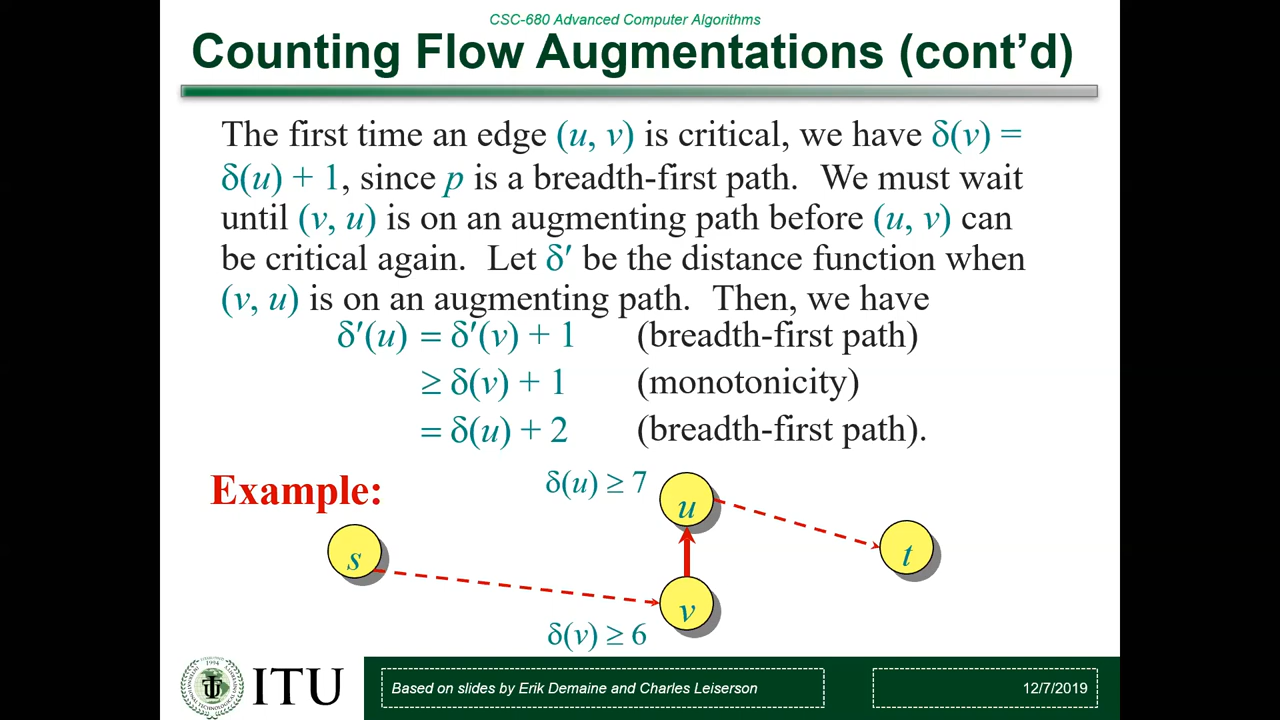 CSC-680 Advanced Computer Algorithms
Counting Flow Augmentations (cont’d)
The first time an edge (u, v) is critical, we have δ(v) =
δ(u) + 1, since p is a breadth-first path. We must wait
until (v, u) is on an augmenting path before (u, v) can
be critical again. Let δ′ be the distance function when
(v, u) is on an augmenting path. Then, we have
δ′(u) = δ′(v) + 1 (breadth-first path)
≥ δ(v) + 1 (monotonicity)
= δ(u) + 2 (breadth-first path).
Example:
δ(u) ≥ 7
u
s
t
v
δ(v) ≥ 6
1994
ITU
Based on slides by Erik Demaine and Charles Leiserson
12/7/2019